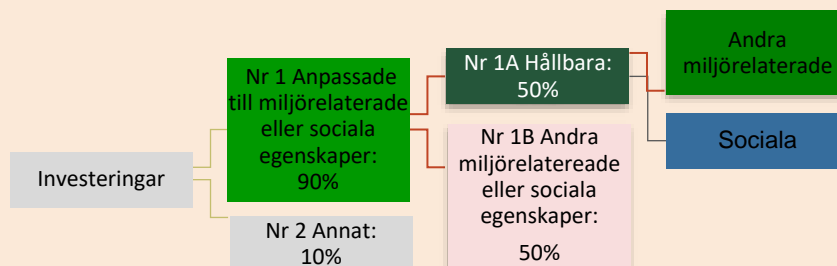 Investeringar
Nr 1 Anpassade
till miljörelaterade
eller sociala
egenskaper:
90%
Nr 2 Annat:
10%
Nr 1A Hållbara:
50%
Nr 1B Andra
miljörelatereade
eller sociala
egenskaper:
50%
Andra
miljörelaterade
Sociala